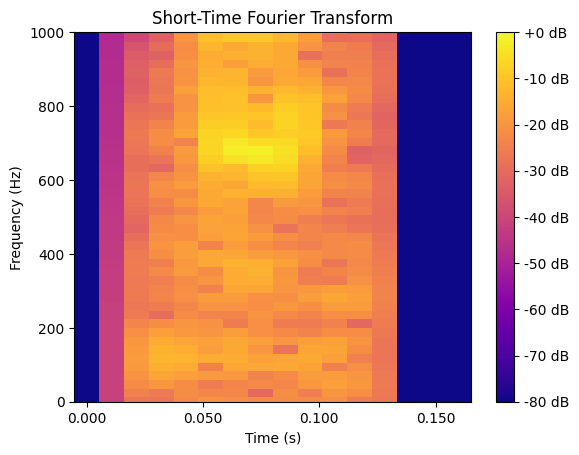 Short-Time Fourier Transform
1000
800
600
400
200
0
Frequency (Hz)
0.000
0.050
0.100
0.150
Time (s)
+0 dB
-10 dB
-20 dB
-30 dB
-40 dB
-50 dB
-60 dB
-70 dB
-80 dB